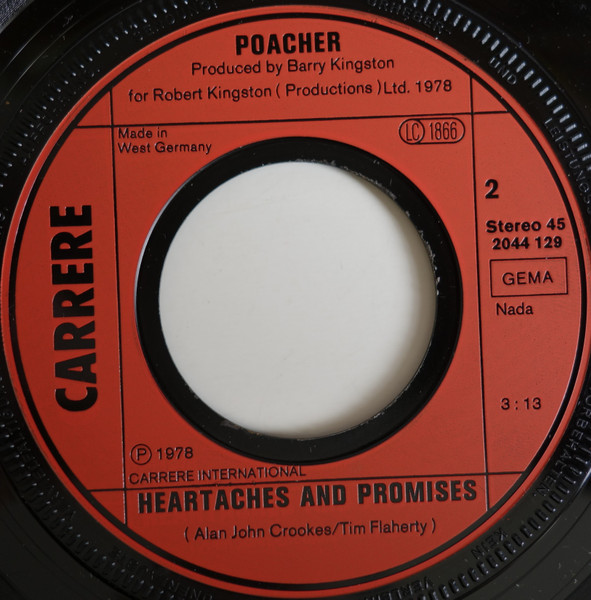 POACHER
Produced by Barry Kingston
for Robert Kingston ( Productions ) Ltd. 1978
Made in
West Germany
LC 1866
CARRERE
2
Stereo 45
2044 129
GEMA
Nada
3:13
Ⓟ 1978
CARRERE INTERNATIONAL
HEARTACHES AND PROMISES
( Alan John Crookes/Tim Flaherty )